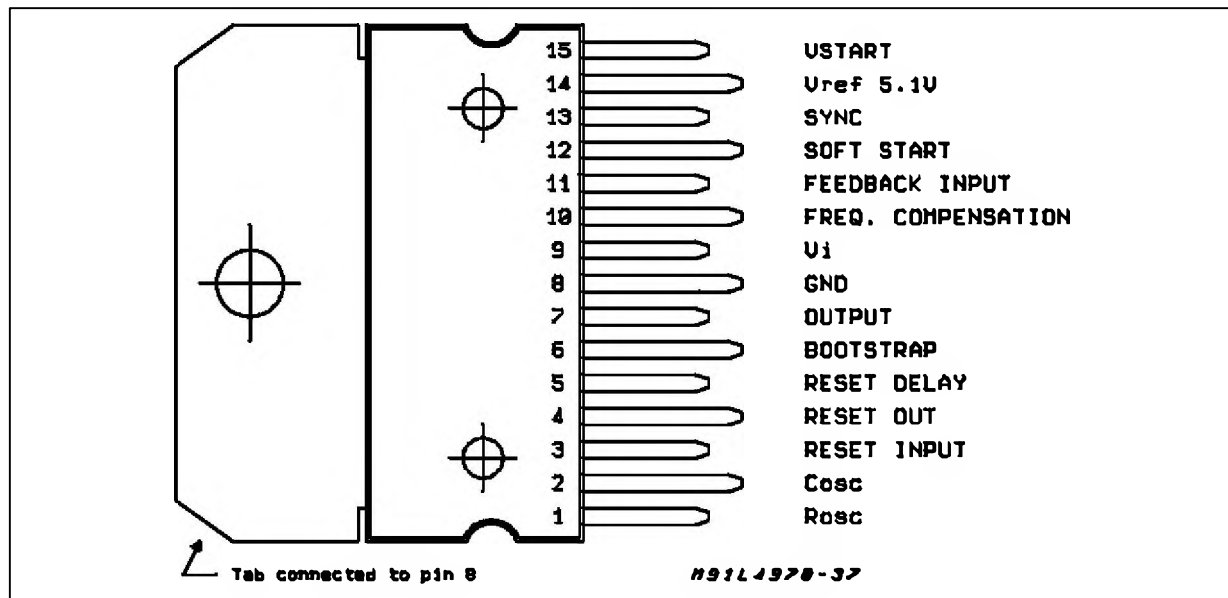 15 VSTART
14 Vref 5.1V
13 SYNC
12 SOFT START
11 FEEDBACK INPUT
10 FREQ. COMPENSATION
9 Vi
8 GND
7 OUTPUT
6 BOOTSTRAP
5 RESET DELAY
4 RESET OUT
3 RESET INPUT
2 Cosc
1 Rosc
Tab connected to pin 8
M91L4970-37